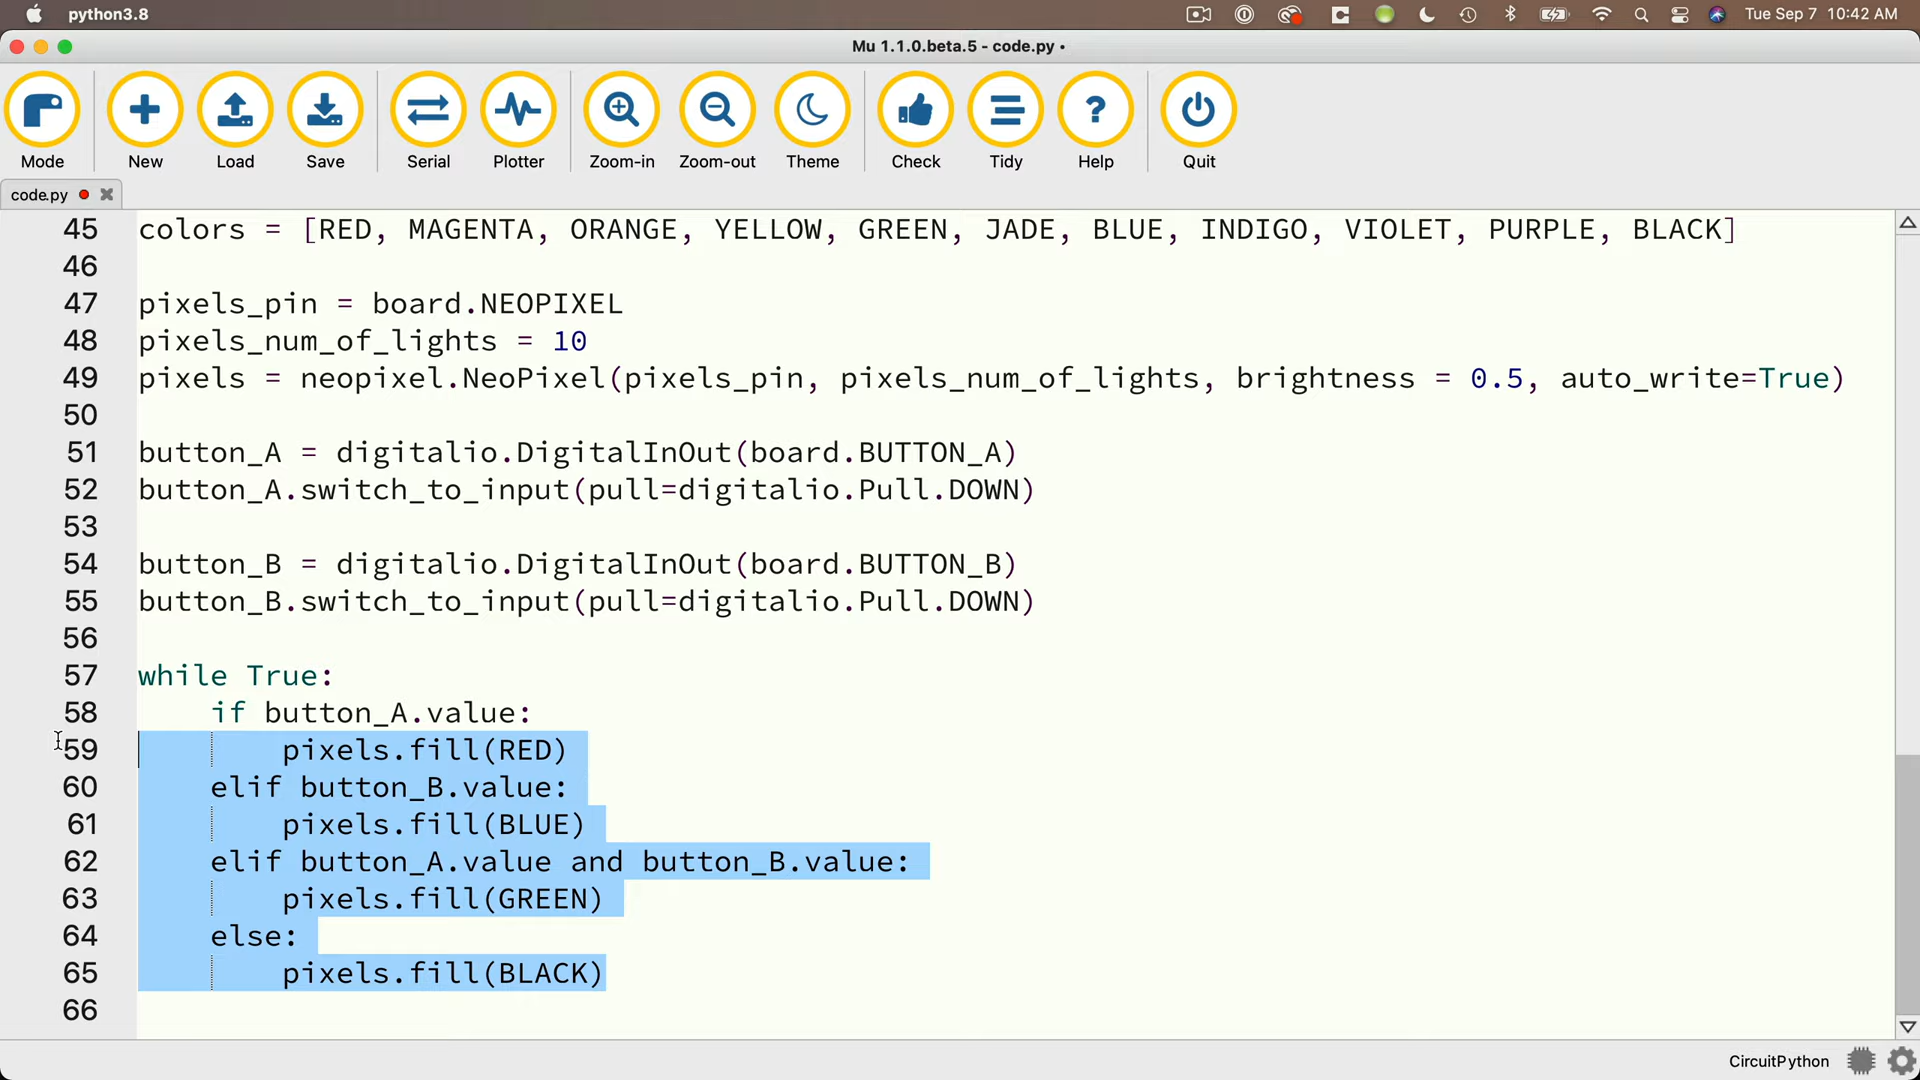 python3.8
Tue Sep 7 10:42 AM
Mu 1.1.0.beta.5 - code.py •
Mode New Load Save Serial Plotter Zoom-in Zoom-out Theme Check Tidy Help Quit
code.py
45 colors = [RED, MAGENTA, ORANGE, YELLOW, GREEN, JADE, BLUE, INDIGO, VIOLET, PURPLE, BLACK]
46
47 pixels_pin = board.NEOPIXEL
48 pixels_num_of_lights = 10
49 pixels = neopixel.NeoPixel(pixels_pin, pixels_num_of_lights, brightness = 0.5, auto_write=True)
50
51 button_A = digitalio.DigitalInOut(board.BUTTON_A)
52 button_A.switch_to_input(pull=digitalio.Pull.DOWN)
53
54 button_B = digitalio.DigitalInOut(board.BUTTON_B)
55 button_B.switch_to_input(pull=digitalio.Pull.DOWN)
56
57 while True:
58     if button_A.value:
59         pixels.fill(RED)
60     elif button_B.value:
61         pixels.fill(BLUE)
62     elif button_A.value and button_B.value:
63         pixels.fill(GREEN)
64     else:
65         pixels.fill(BLACK)
66
CircuitPython